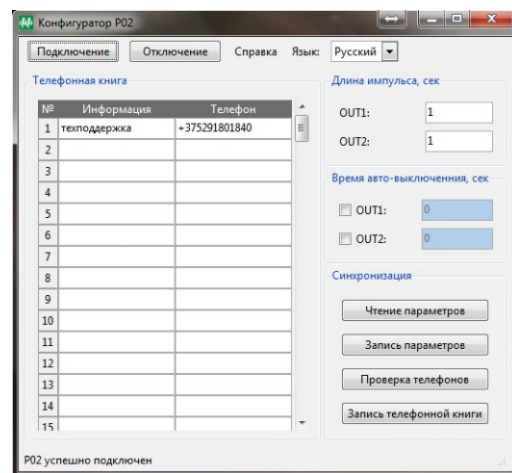 Конфигуратор P02
Подключение Отключение Справка Язык: Русский
Телефонная книга
№ Информация Телефон
1 техподдержка +375291801840
2
3
4
5
6
7
8
9
10
11
12
13
14
15
Длина импульса, сек
OUT1: 1
OUT2: 1
Время авто-выключенния, сек
OUT1: 0
OUT2: 0
Синхронизация
Чтение параметров
Запись параметров
Проверка телефонов
Запись телефонной книги
P02 успешно подключен